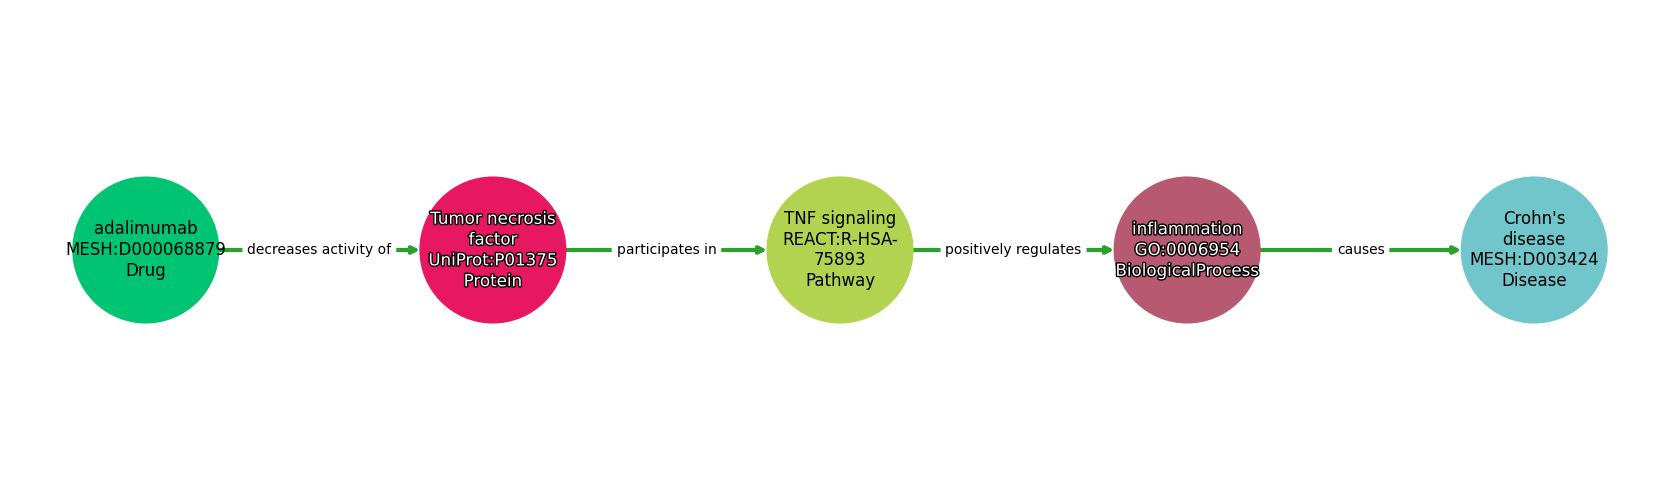 adalimumab
MESH:D000068879
Drug
decreases activity of
Tumor necrosis
factor
UniProt:P01375
Protein
participates in
TNF signaling
REACT:R-HSA-
75893
Pathway
positively regulates
inflammation
GO:0006954
BiologicalProcess
causes
Crohn's
disease
MESH:D003424
Disease